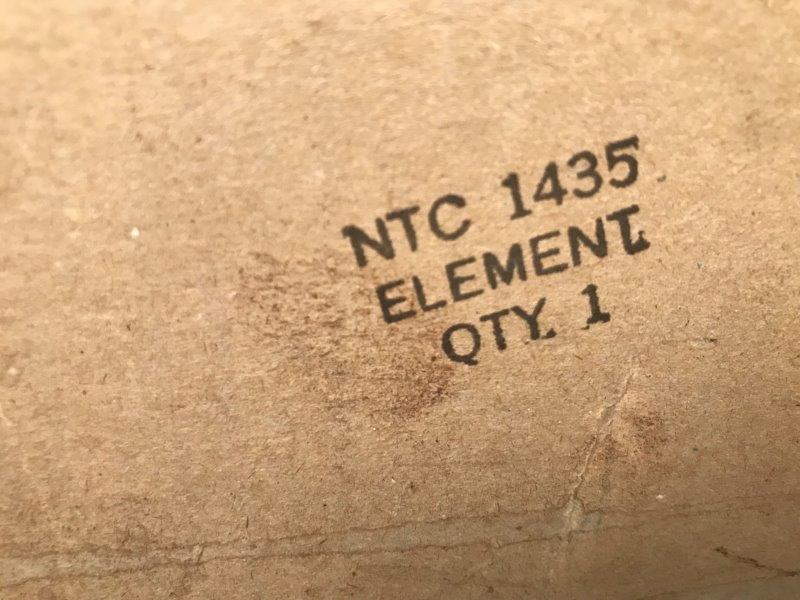 NTC 1435
ELEMENT
QTY. 1